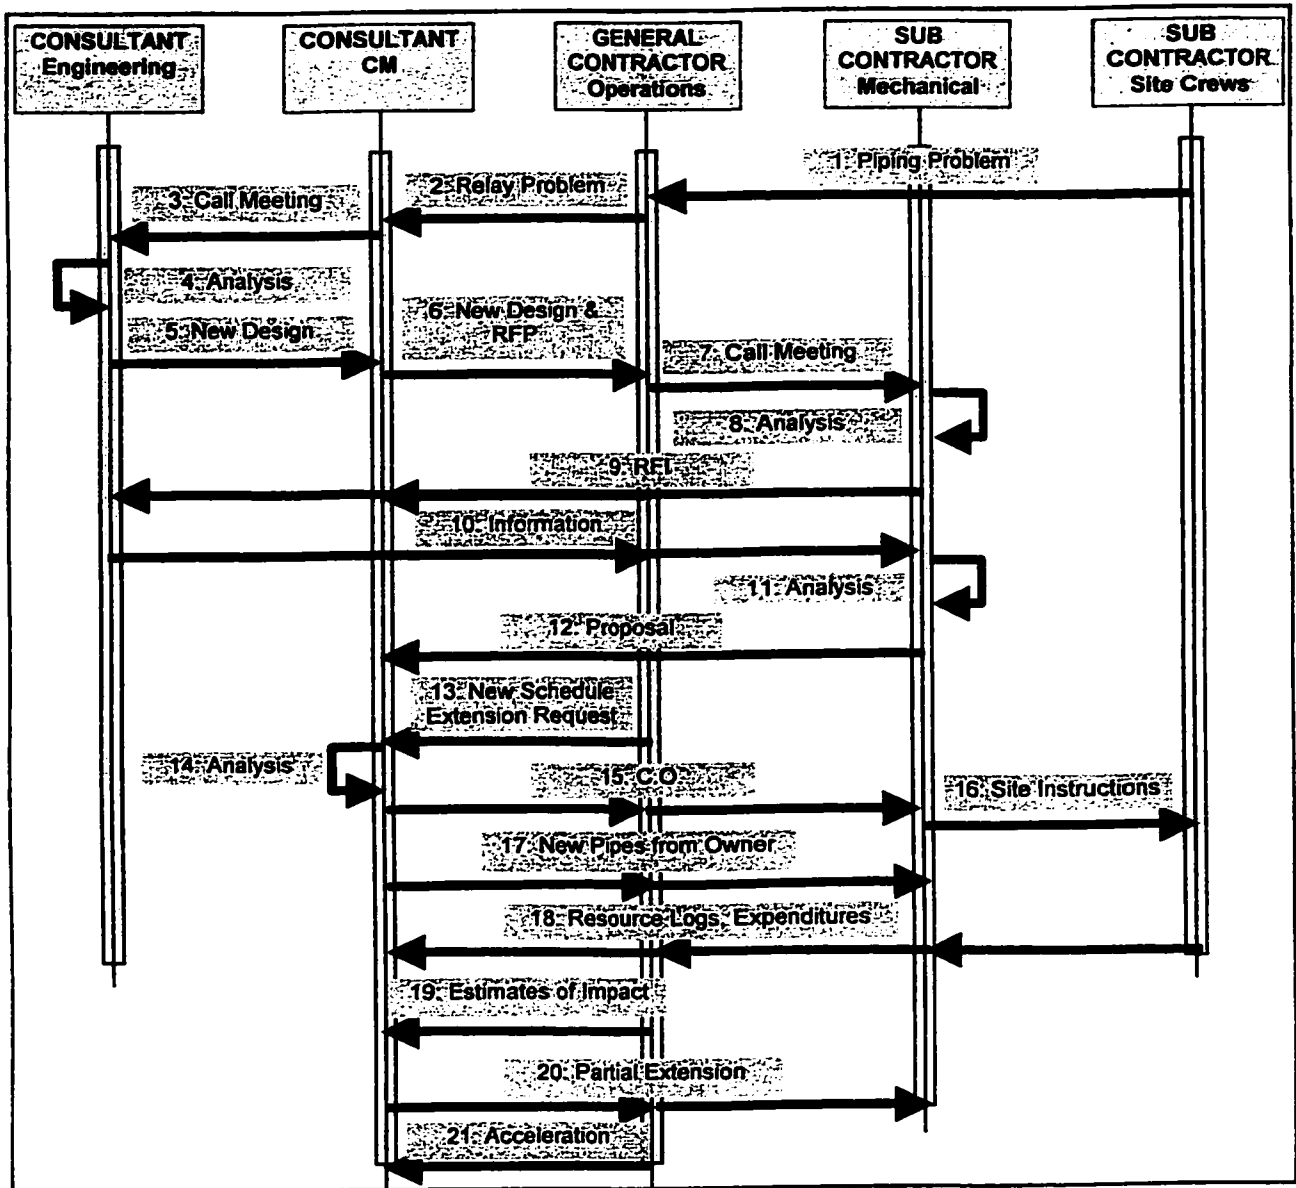 CONSULTANT
Engineering
CONSULTANT
CM
GENERAL
CONTRACTOR
Operations
SUB
CONTRACTOR
Mechanical
SUB
CONTRACTOR
Site Crews
1: Piping Problem
2: Relay Problem
3: Call Meeting
4: Analysis
5: New Design
6: New Design &
RFP
7: Call Meeting
8: Analysis
9: RFI
10: Information
11: Analysis
12: Proposal
13: New Schedule
Extension Request
14: Analysis
15: C.O
16: Site Instructions
17: New Pipes from Owner
18: Resource Logs, Expenditures
19: Estimates of Impact
20: Partial Extension
21: Acceleration